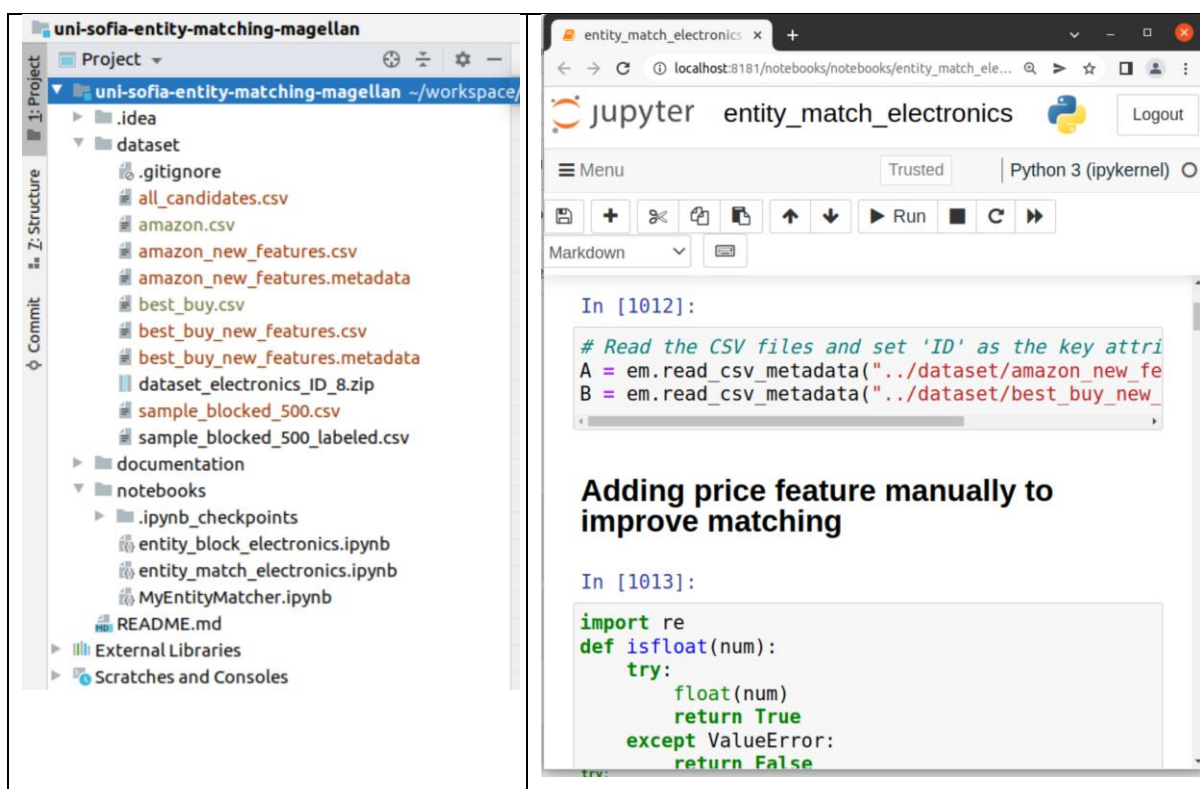 uni-sofia-entity-matching-magellan
Project
1: Project
Z: Structure
Commit
uni-sofia-entity-matching-magellan ~/workspace/
.idea
dataset
.gitignore
all_candidates.csv
amazon.csv
amazon_new_features.csv
amazon_new_features.metadata
best_buy.csv
best_buy_new_features.csv
best_buy_new_features.metadata
dataset_electronics_ID_8.zip
sample_blocked_500.csv
sample_blocked_500_labeled.csv
documentation
notebooks
.ipynb_checkpoints
entity_block_electronics.ipynb
entity_match_electronics.ipynb
MyEntityMatcher.ipynb
MD README.md
External Libraries
Scratches and Consoles
entity_match_electronics
localhost:8181/notebooks/notebooks/entity_match_ele...
jupyter entity_match_electronics Logout
Menu Trusted Python 3 (ipykernel)
Run
Markdown
In [1012]:
# Read the CSV files and set 'ID' as the key attri
A = em.read_csv_metadata("../dataset/amazon_new_fe
B = em.read_csv_metadata("../dataset/best_buy_new_
Adding price feature manually to
improve matching
In [1013]:
import re
def isfloat(num):
try:
float(num)
return True
except ValueError:
return False
try: